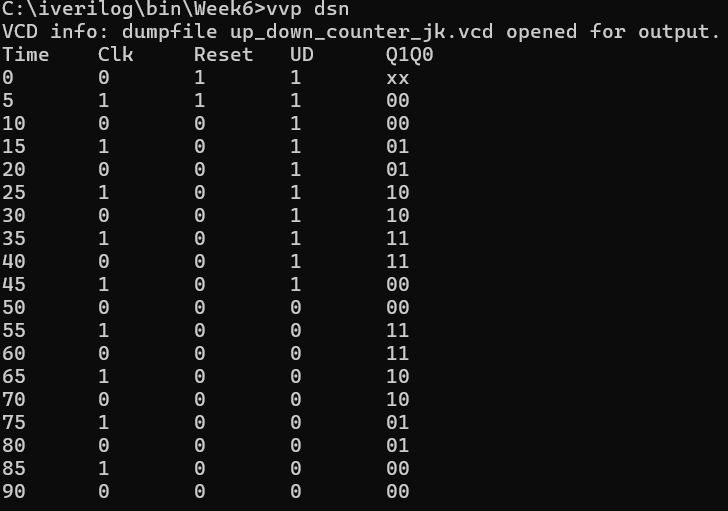 C:\iverilog\bin\Week6>vvp dsn
VCD info: dumpfile up_down_counter_jk.vcd opened for output.
Time Clk Reset UD Q1Q0
0 0 1 1 xx
5 1 1 1 00
10 0 0 1 00
15 1 0 1 01
20 0 0 1 01
25 1 0 1 10
30 0 0 1 10
35 1 0 1 11
40 0 0 1 11
45 1 0 1 00
50 0 0 0 00
55 1 0 0 11
60 0 0 0 11
65 1 0 0 10
70 0 0 0 10
75 1 0 0 01
80 0 0 0 01
85 1 0 0 00
90 0 0 0 00